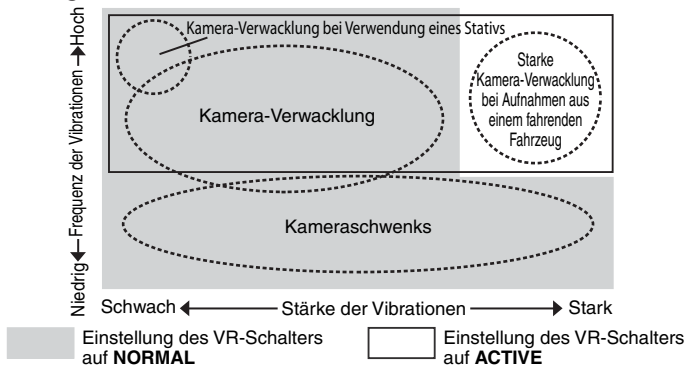 Kamera-Verwacklung bei Verwendung eines Stativs
Starke
Kamera-Verwacklung
bei Aufnahmen aus
einem fahrenden
Fahrzeug
Kamera-Verwacklung
Kameraschwenks
Niedrig ◄— Frequenz der Vibrationen —► Hoch
Schwach ◄— Stärke der Vibrationen —► Stark
Einstellung des VR-Schalters
auf NORMAL
Einstellung des VR-Schalters
auf ACTIVE